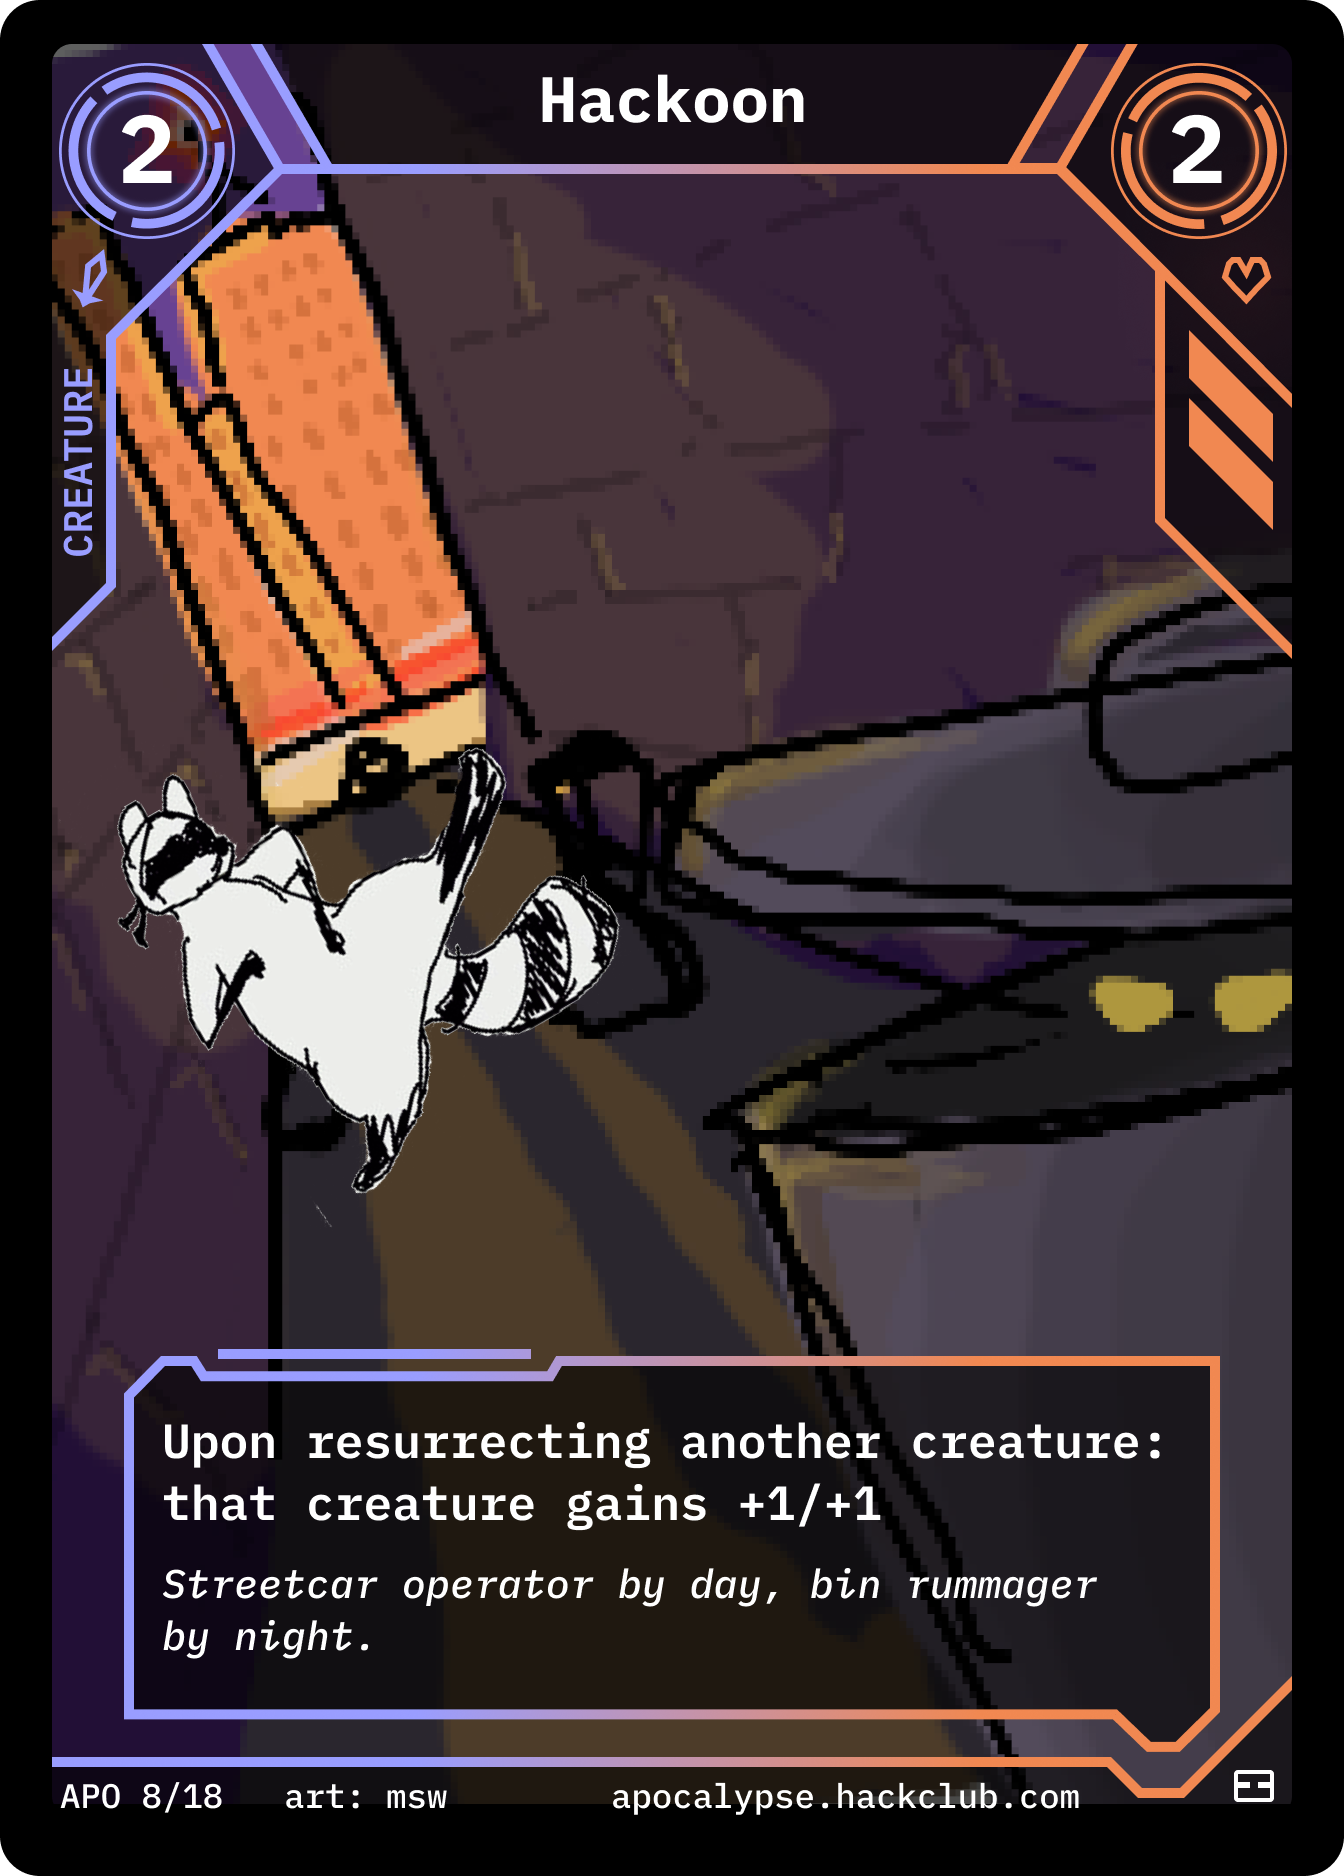 2
Hackoon
2
CREATURE
Upon resurrecting another creature:
that creature gains +1/+1
Streetcar operator by day, bin rummager
by night.
APO 8/18 art: msw apocalypse.hackclub.com